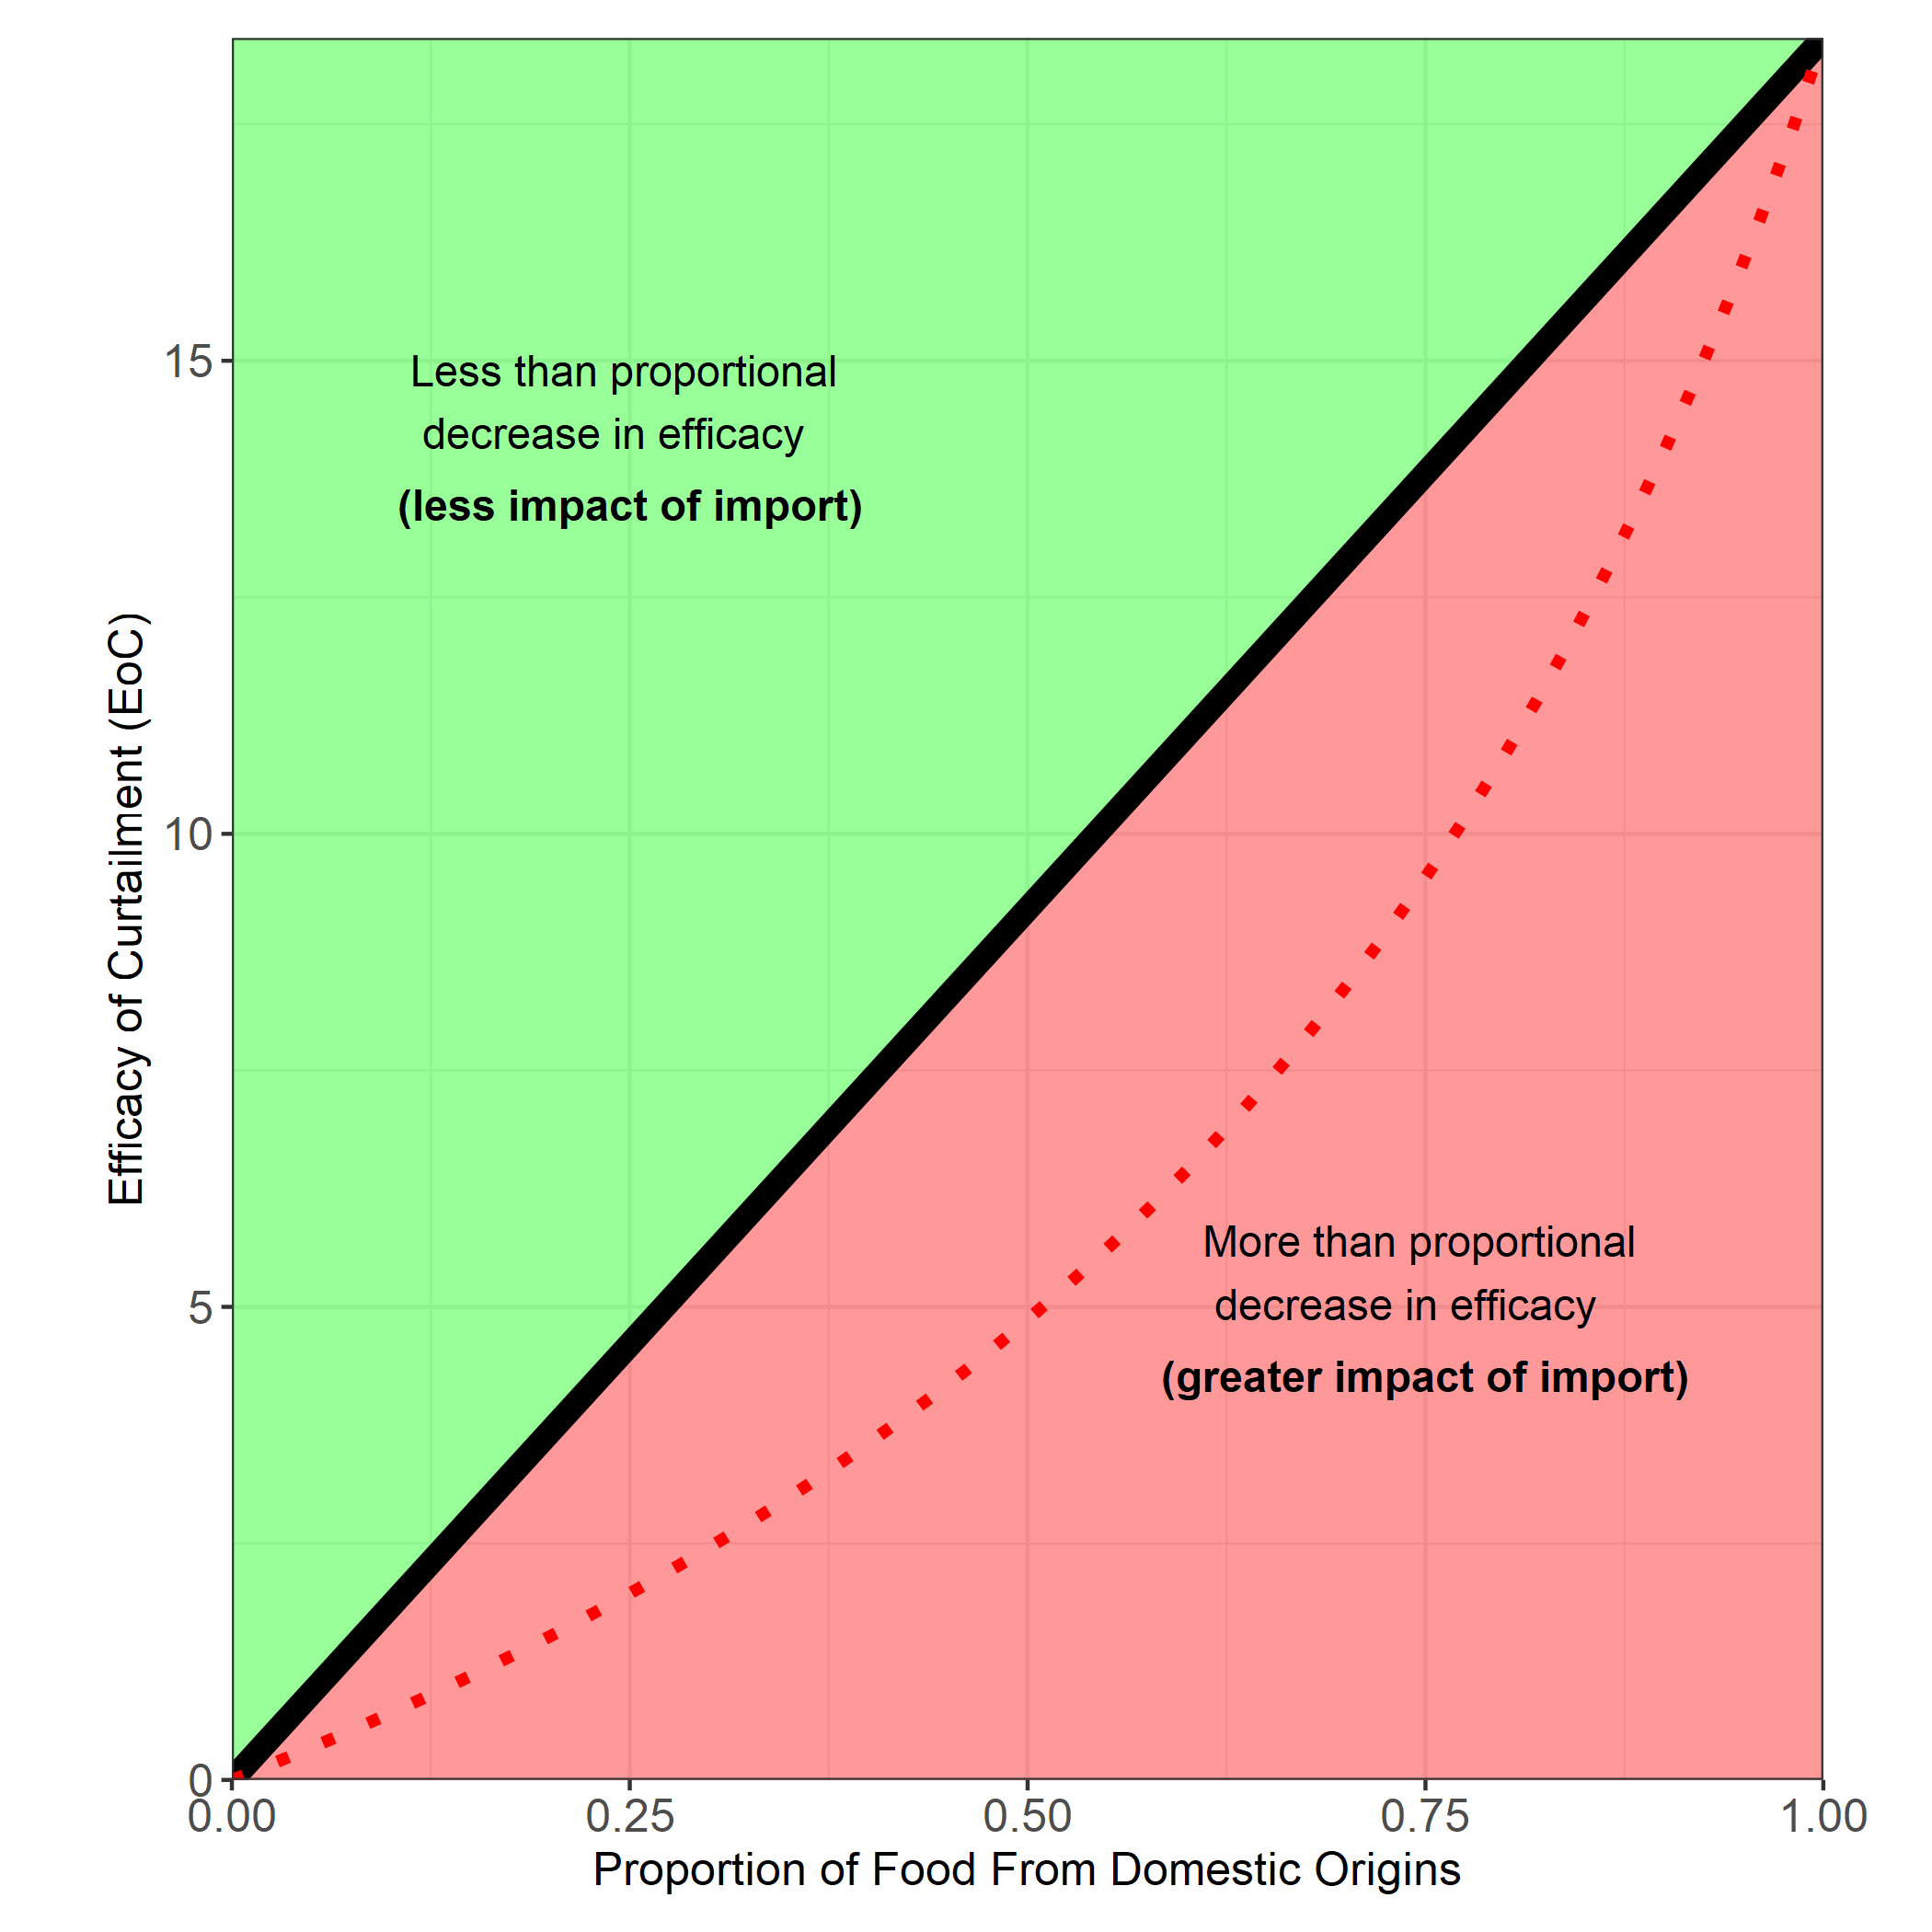 Efficacy of Curtailment (EoC)
15
10
5
0
Less than proportional
decrease in efficacy
(less impact of import)
More than proportional
decrease in efficacy
(greater impact of import)
0.00 0.25 0.50 0.75 1.00
Proportion of Food From Domestic Origins